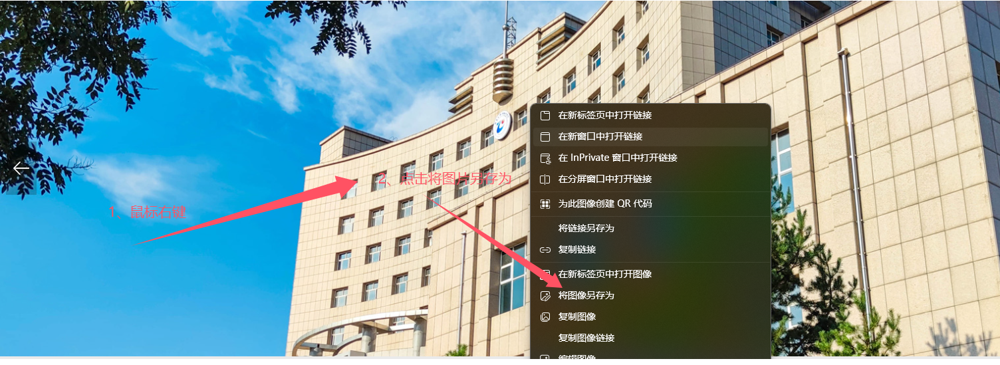 在新标签页中打开链接
在新窗口中打开链接
在 InPrivate 窗口中打开链接
2、点击将图片另存为
在分屏窗口中打开链接
为此图像创建 QR 代码
1、鼠标右键
将链接另存为
复制链接
在新标签页中打开图像
将图像另存为
复制图像
复制图像链接
编辑图像